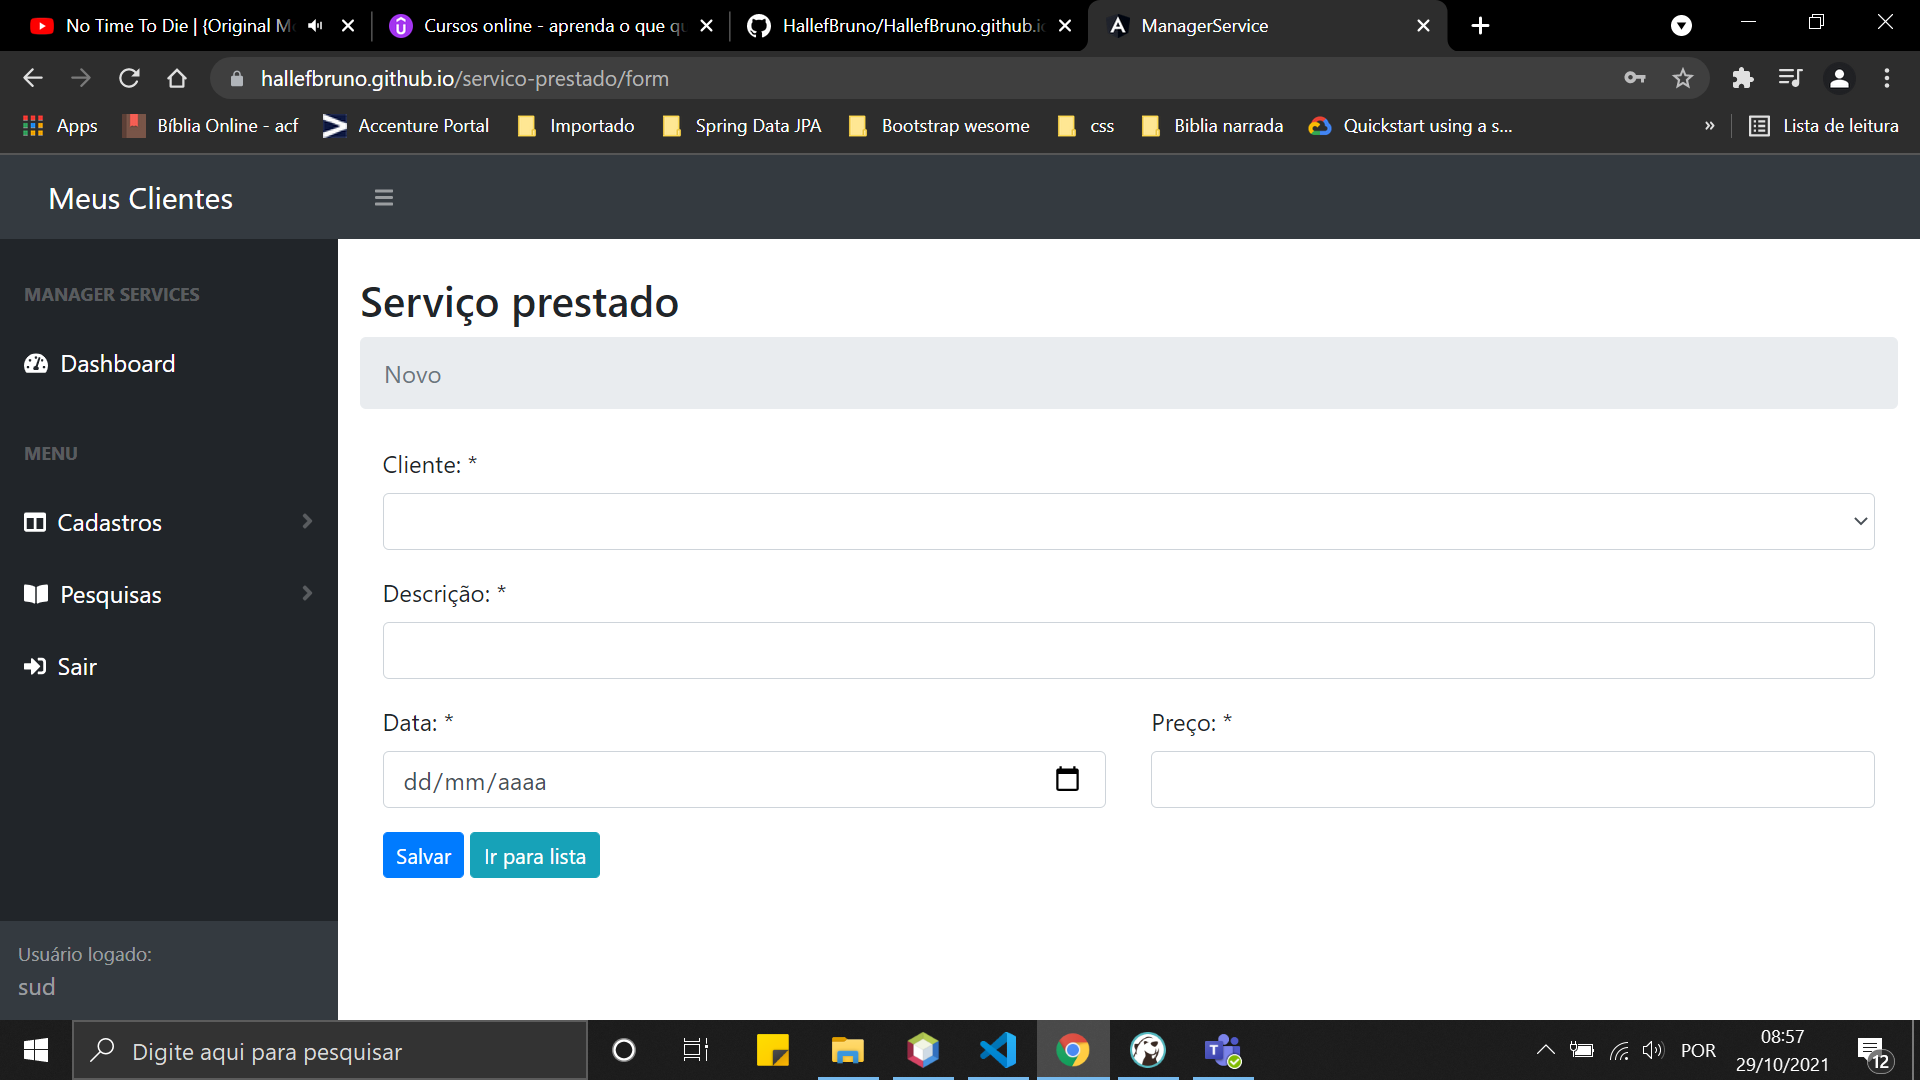 No Time To Die | {Original M
Cursos online - aprenda o que qu
HallefBruno/HallefBruno.github.i
ManagerService
hallefbruno.github.io/servico-prestado/form
Apps
Bíblia Online - acf
Accenture Portal
Importado
Spring Data JPA
Bootstrap wesome
css
Biblia narrada
Quickstart using a s...
»
Lista de leitura
Meus Clientes
MANAGER SERVICES
Dashboard
MENU
Cadastros
Pesquisas
Sair
Usuário logado:
sud
Serviço prestado
Novo
Cliente: *
Descrição: *
Data: *
Preço: *
dd/mm/aaaa
Salvar
Ir para lista
Digite aqui para pesquisar
POR
08:57
29/10/2021
12